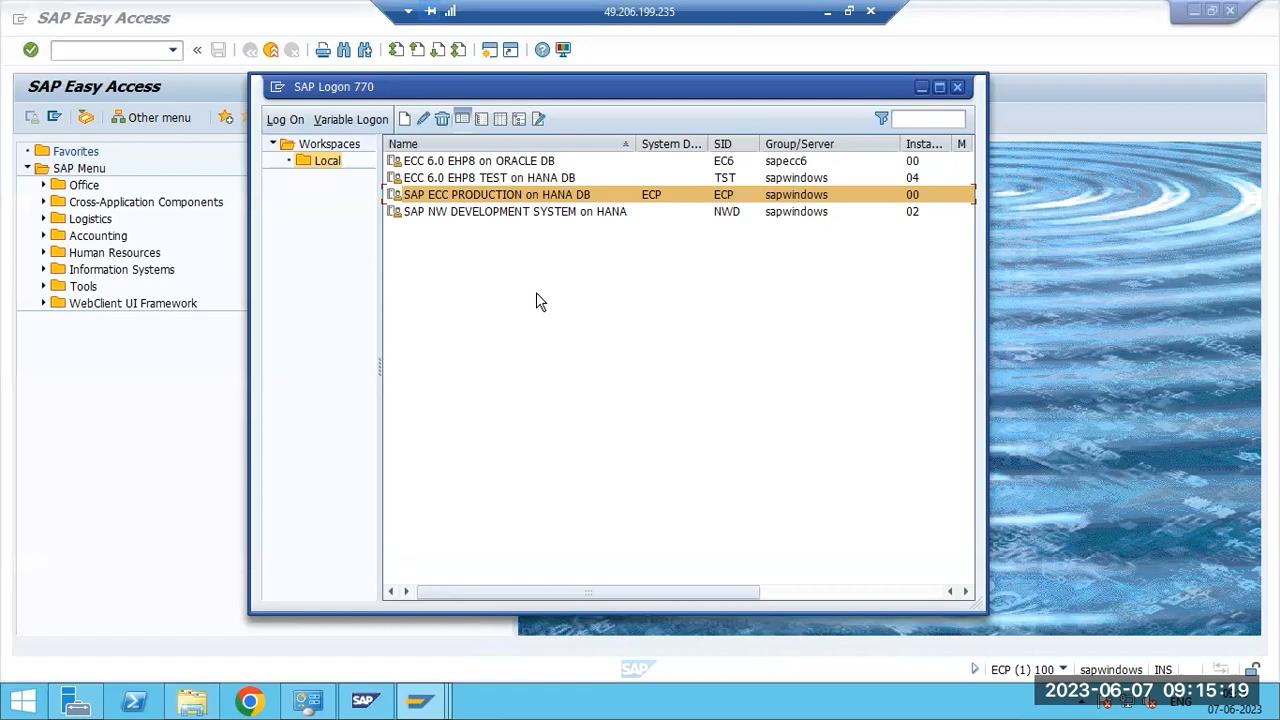 SAP Easy Access
49.206.199.235
SAP Easy Access
Other menu
Favorites
SAP Menu
Office
Cross-Application Components
Logistics
Accounting
Human Resources
Information Systems
Tools
WebClient UI Framework
SAP Logon 770
Log On Variable Logon
Workspaces
Local
Name System D... SID Group/Server Insta... M
ECC 6.0 EHP8 on ORACLE DB EC6 sapecc6 00
ECC 6.0 EHP8 TEST on HANA DB TST sapwindows 04
SAP ECC PRODUCTION on HANA DB ECP ECP sapwindows 00
SAP NW DEVELOPMENT SYSTEM on HANA NWD sapwindows 02
SAP
ECP (1) 100 sapwindows INS
SAP
2023-06-07 09:15:19
ENG
07-06-2023